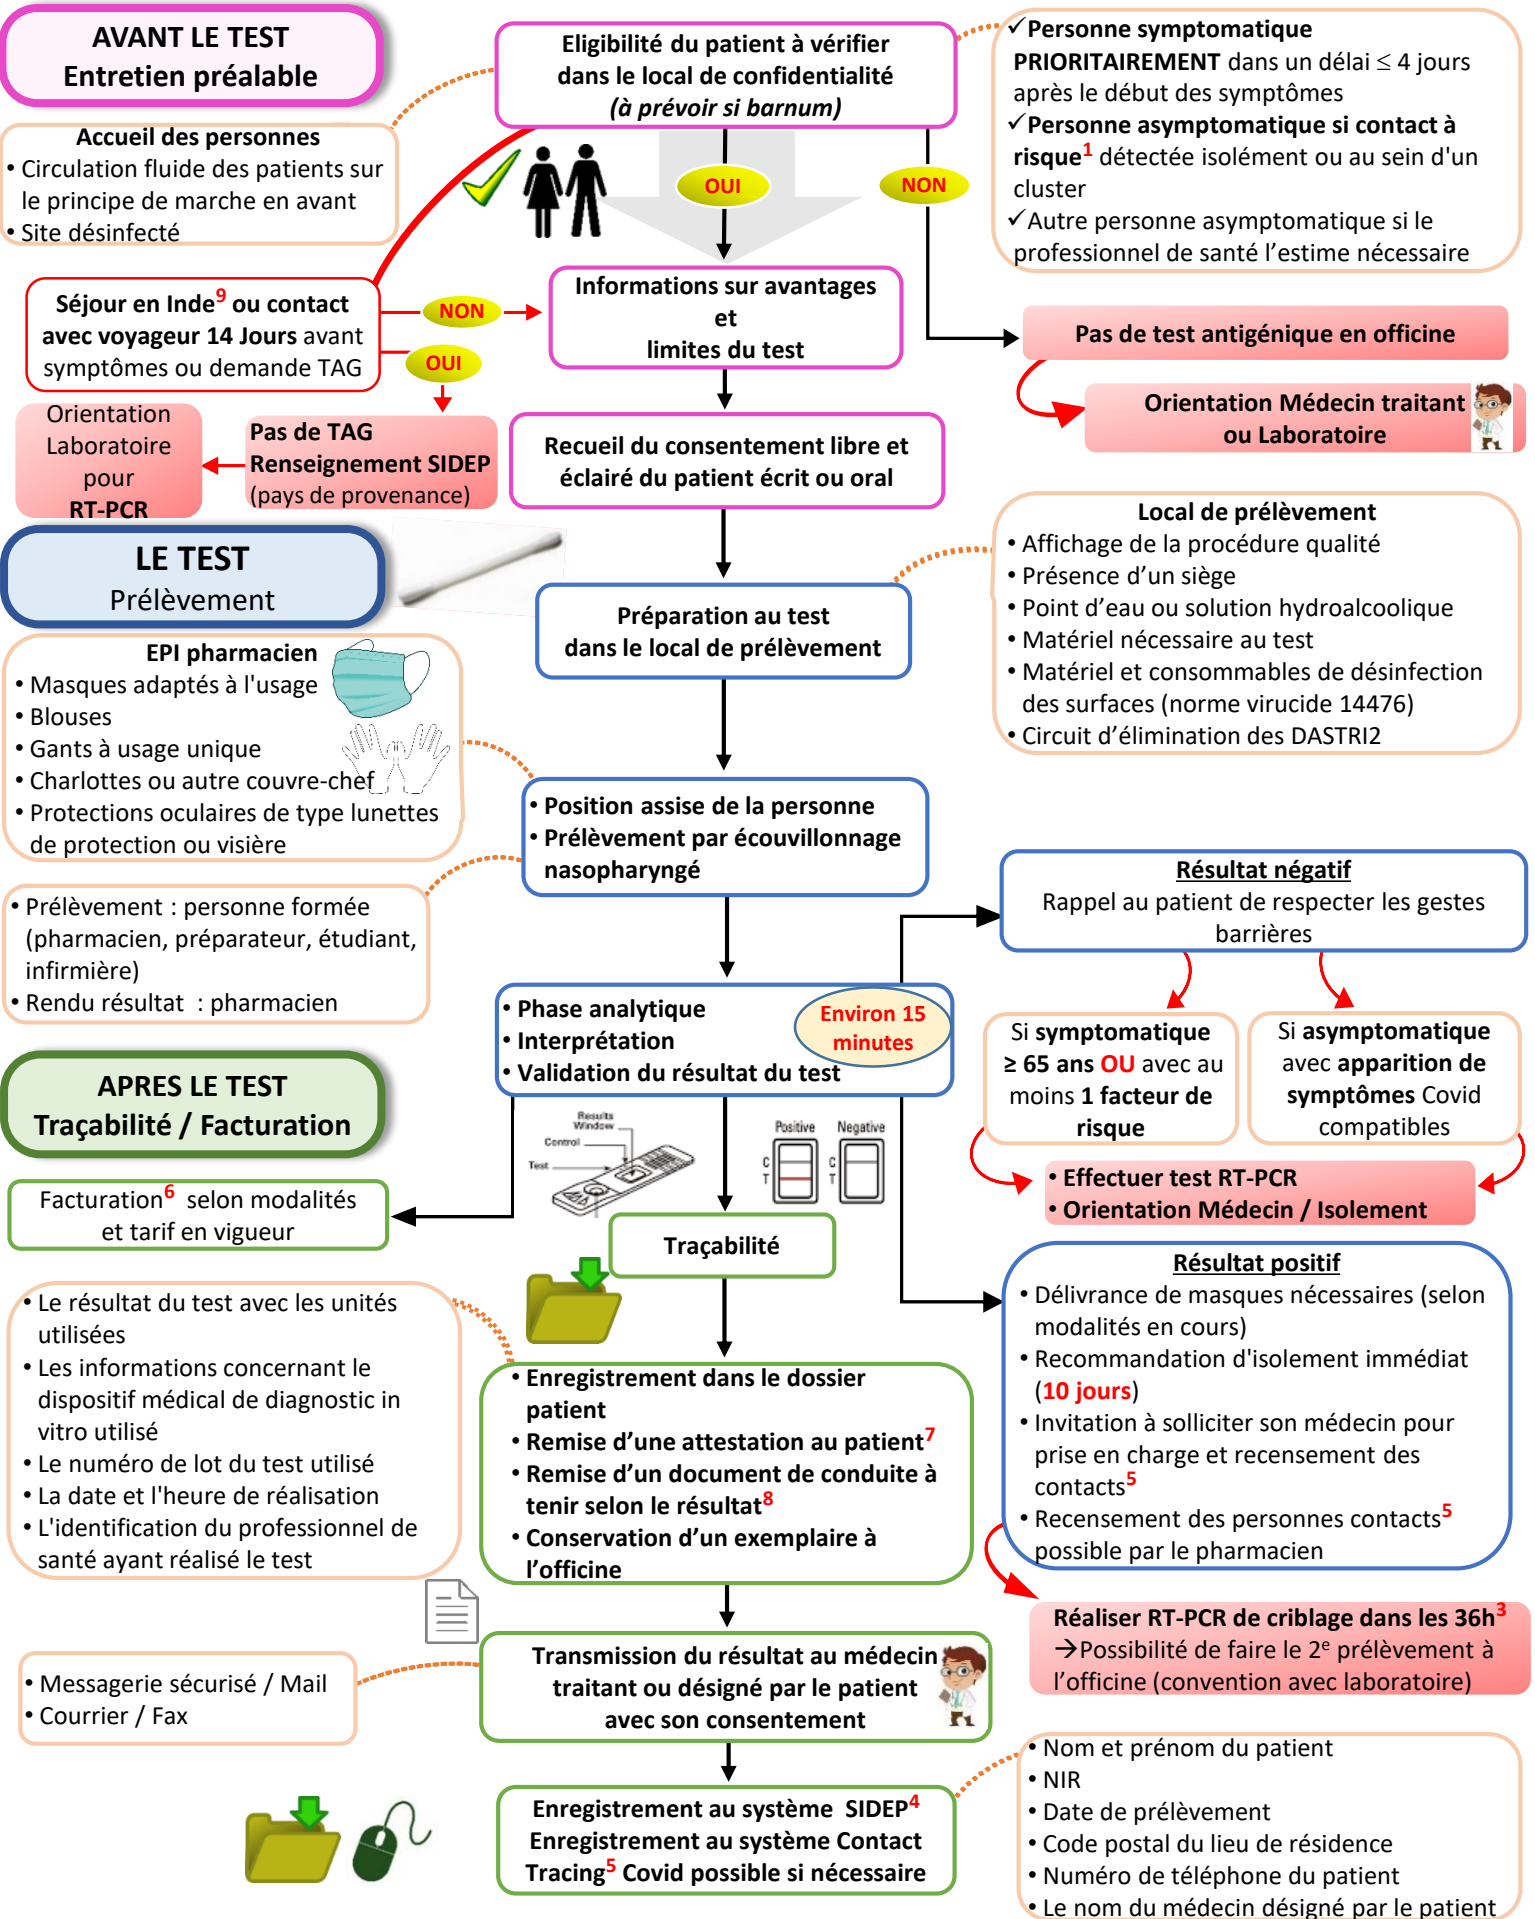 AVANT LE TEST
Entretien préalable
Eligibilité du patient à vérifier
dans le local de confidentialité
(à prévoir si barnum)
✓Personne symptomatique
PRIORITAIREMENT dans un délai ≤ 4 jours
après le début des symptômes
✓Personne asymptomatique si contact à
risque1 détectée isolément ou au sein d'un
cluster
✓Autre personne asymptomatique si le
professionnel de santé l’estime nécessaire
Accueil des personnes
• Circulation fluide des patients sur
le principe de marche en avant
• Site désinfecté
OUI
NON
Séjour en Inde9 ou contact
avec voyageur 14 Jours avant
symptômes ou demande TAG
NON
OUI
Informations sur avantages
et
limites du test
Pas de test antigénique en officine
Orientation Médecin traitant
ou Laboratoire
Orientation
Laboratoire
pour
RT-PCR
Pas de TAG
Renseignement SIDEP
(pays de provenance)
Recueil du consentement libre et
éclairé du patient écrit ou oral
LE TEST
Prélèvement
Local de prélèvement
• Affichage de la procédure qualité
• Présence d’un siège
• Point d’eau ou solution hydroalcoolique
• Matériel nécessaire au test
• Matériel et consommables de désinfection
des surfaces (norme virucide 14476)
• Circuit d’élimination des DASTRI2
Préparation au test
dans le local de prélèvement
EPI pharmacien
• Masques adaptés à l'usage
• Blouses
• Gants à usage unique
• Charlottes ou autre couvre-chef
• Protections oculaires de type lunettes
de protection ou visière
• Position assise de la personne
• Prélèvement par écouvillonnage
nasopharyngé
• Prélèvement : personne formée
(pharmacien, préparateur, étudiant,
infirmière)
• Rendu résultat : pharmacien
Résultat négatif
Rappel au patient de respecter les gestes
barrières
• Phase analytique
• Interprétation
• Validation du résultat du test
Environ 15
minutes
Si symptomatique
≥ 65 ans OU avec au
moins 1 facteur de
risque
Si asymptomatique
avec apparition de
symptômes Covid
compatibles
APRES LE TEST
Traçabilité / Facturation
Results
Window
Control
Test
Positive
Negative
C
T
C
T
• Effectuer test RT-PCR
• Orientation Médecin / Isolement
Facturation6 selon modalités
et tarif en vigueur
Traçabilité
Résultat positif
• Délivrance de masques nécessaires (selon
modalités en cours)
• Recommandation d'isolement immédiat
(10 jours)
• Invitation à solliciter son médecin pour
prise en charge et recensement des
contacts5
• Recensement des personnes contacts5
possible par le pharmacien
• Le résultat du test avec les unités
utilisées
• Les informations concernant le
dispositif médical de diagnostic in
vitro utilisé
• Le numéro de lot du test utilisé
• La date et l'heure de réalisation
• L'identification du professionnel de
santé ayant réalisé le test
• Enregistrement dans le dossier
patient
• Remise d’une attestation au patient7
• Remise d’un document de conduite à
tenir selon le résultat8
• Conservation d’un exemplaire à
l’officine
Réaliser RT-PCR de criblage dans les 36h3
→Possibilité de faire le 2e prélèvement à
l’officine (convention avec laboratoire)
Transmission du résultat au médecin
traitant ou désigné par le patient
avec son consentement
• Messagerie sécurisé / Mail
• Courrier / Fax
Enregistrement au système SIDEP4
Enregistrement au système Contact
Tracing5 Covid possible si nécessaire
• Nom et prénom du patient
• NIR
• Date de prélèvement
• Code postal du lieu de résidence
• Numéro de téléphone du patient
• Le nom du médecin désigné par le patient